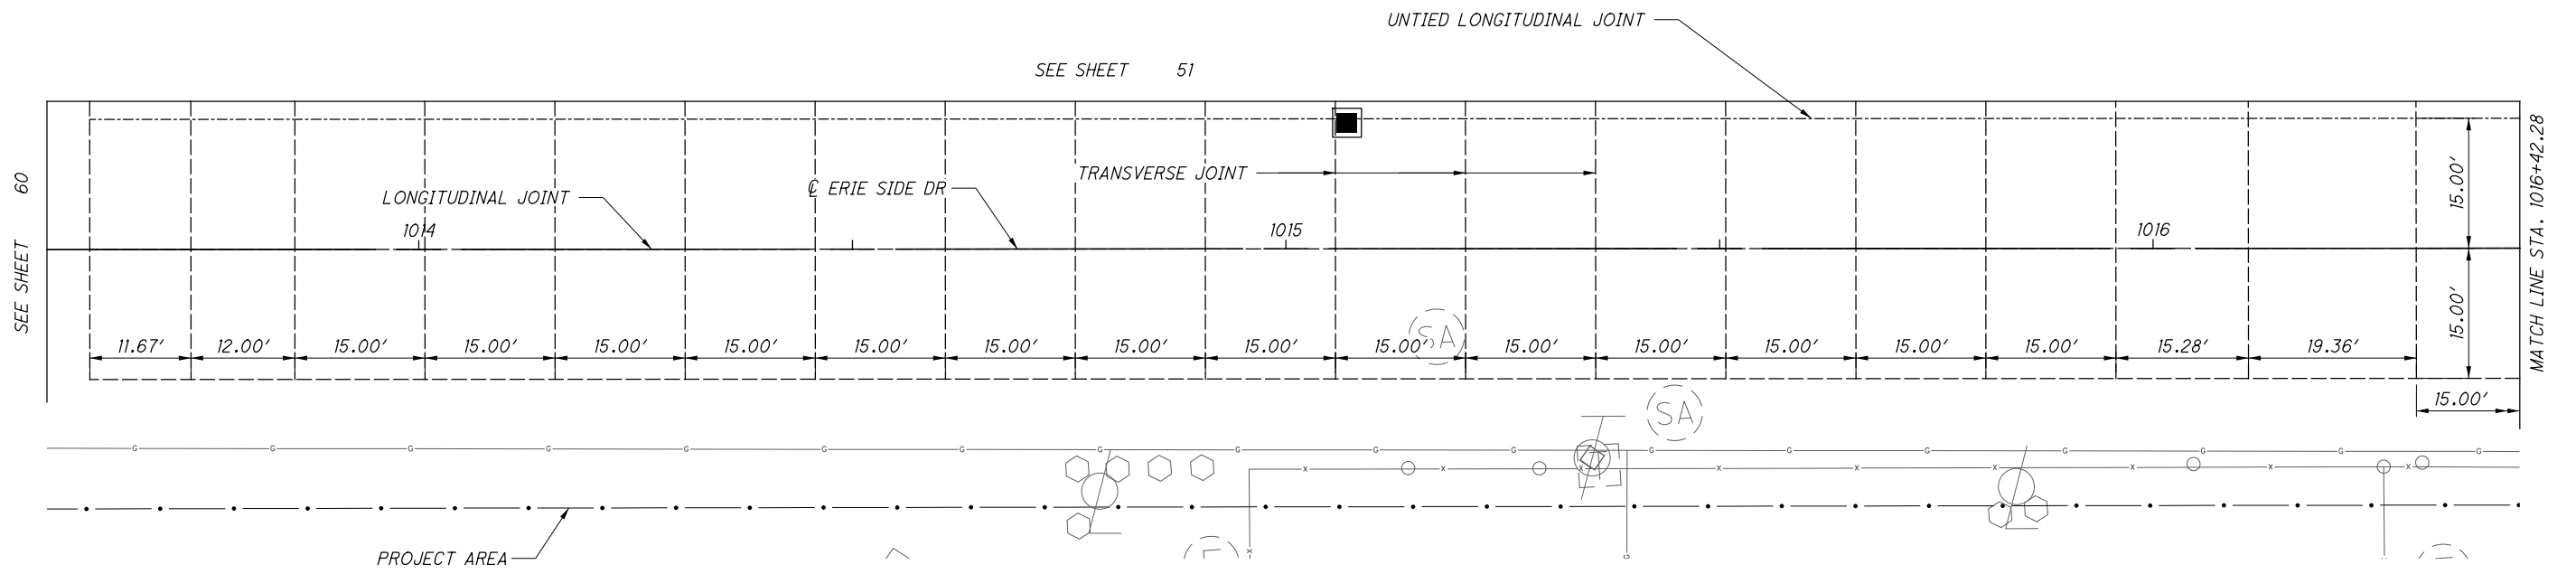 UNTIED LONGITUDINAL JOINT
SEE SHEET 51
SEE SHEET 60
TRANSVERSE JOINT
℄ ERIE SIDE DR
LONGITUDINAL JOINT
1014
1015
1016
15.00'
15.00'
MATCH LINE STA. 1016+42.28
11.67' 12.00' 15.00' 15.00' 15.00' 15.00' 15.00' 15.00' 15.00' 15.00' 15.00' 15.00' 15.00' 15.00' 15.00' 15.00' 15.28' 19.36'
SA
15.00'
SA
G G G G G G G G G G G G G G G G G G
X X X X X X X X X
X
G
PROJECT AREA